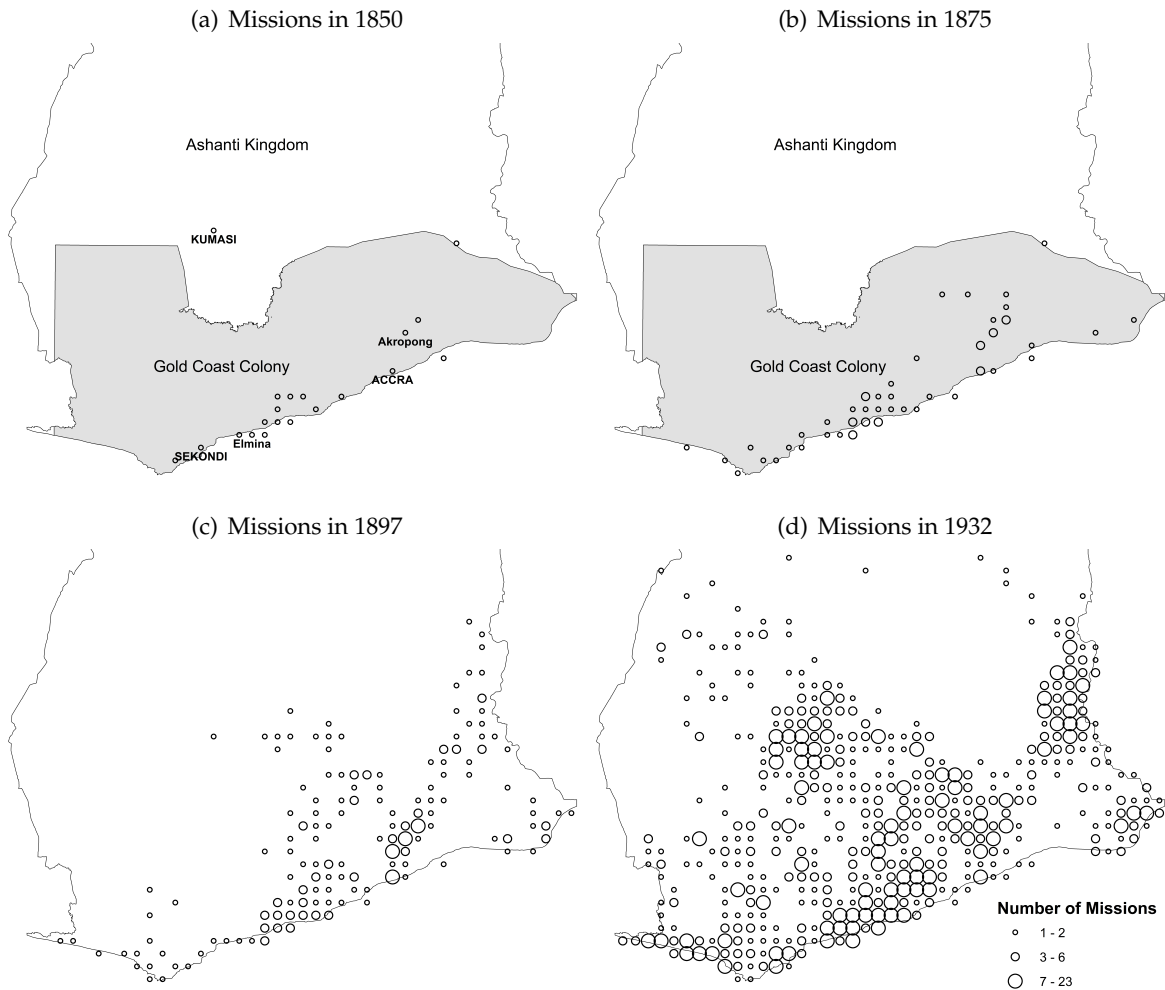 (a) Missions in 1850
(b) Missions in 1875
Ashanti Kingdom
KUMASI
Akropong
Gold Coast Colony
ACCRA
Elmina
SEKONDI
Ashanti Kingdom
Gold Coast Colony
(c) Missions in 1897
(d) Missions in 1932
Number of Missions
1 - 2
3 - 6
7 - 23